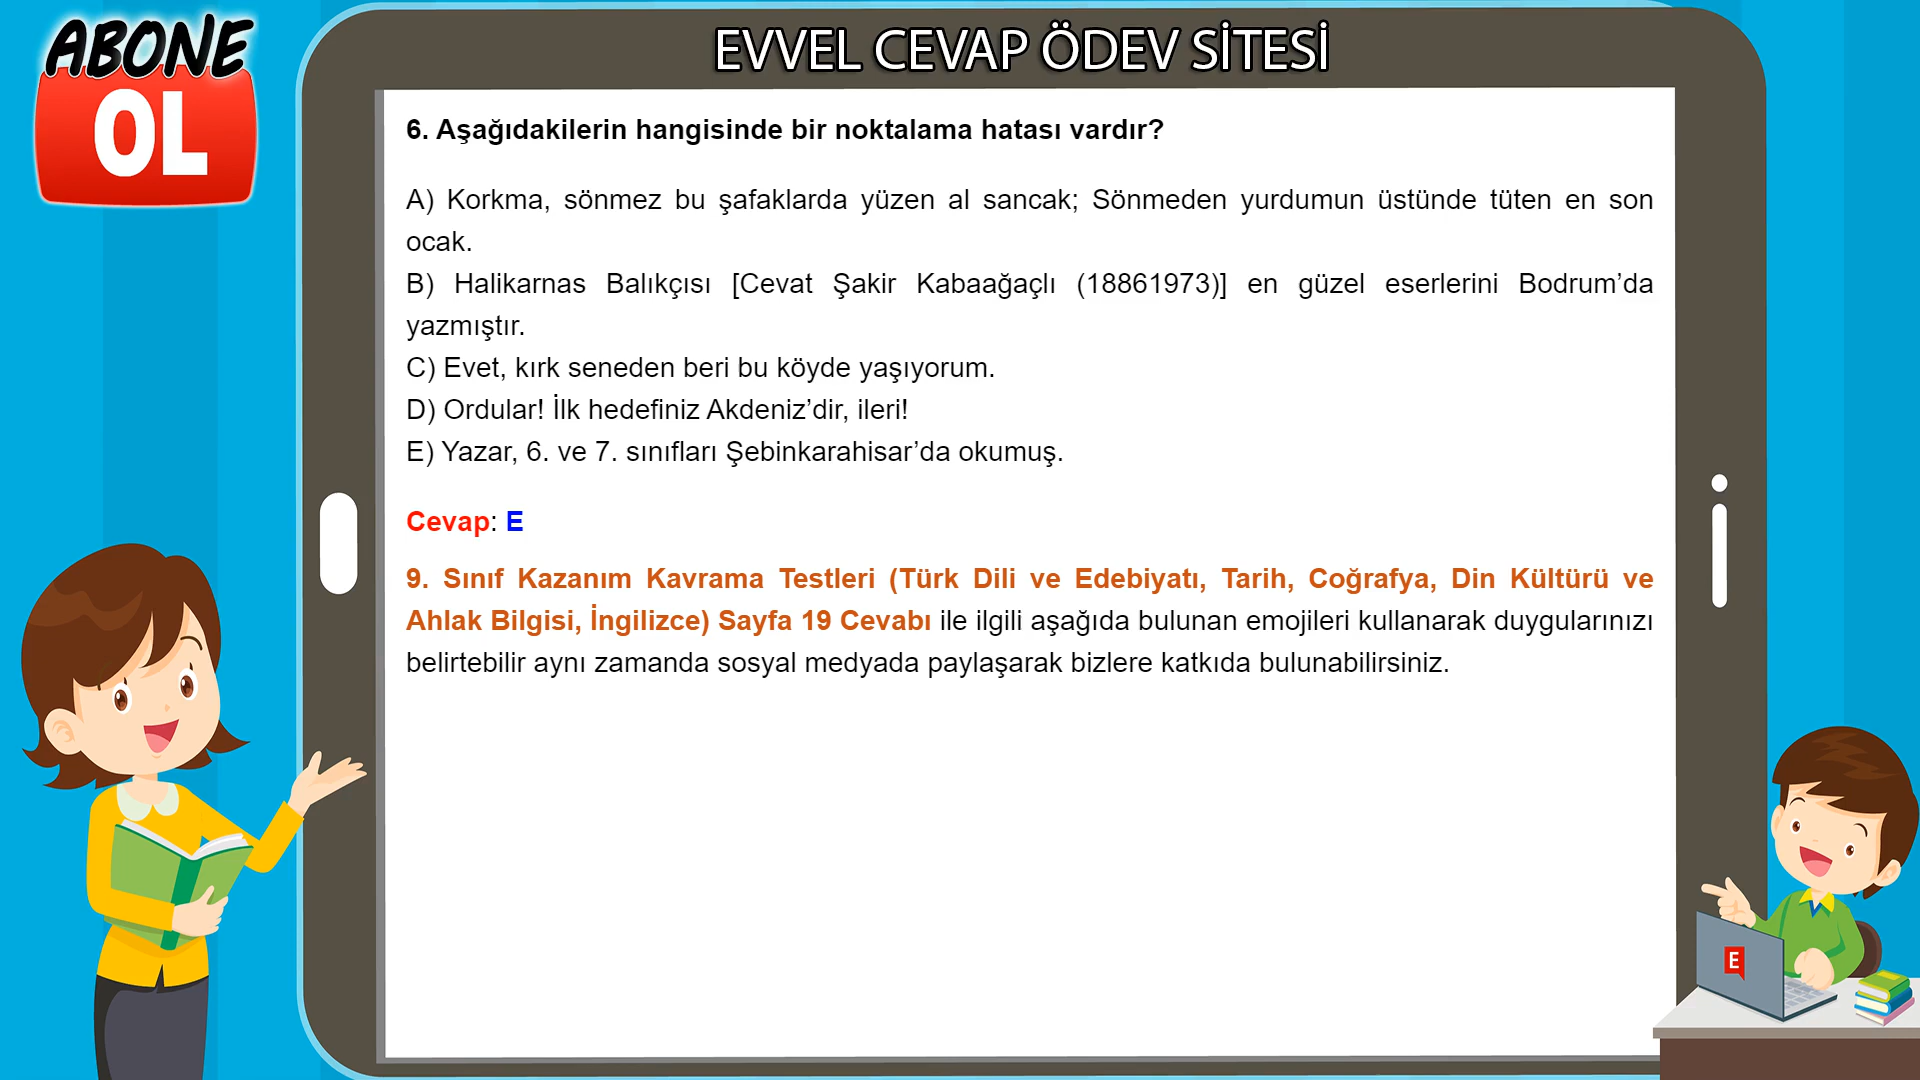 ABONE
OL
EVVEL CEVAP ÖDEV SİTESİ
6. Aşağıdakilerin hangisinde bir noktalama hatası vardır?
A) Korkma, sönmez bu şafaklarda yüzen al sancak; Sönmeden yurdumun üstünde tüten en son
ocak.
B) Halikarnas Balıkçısı [Cevat Şakir Kabaağaçlı (18861973)] en güzel eserlerini Bodrum’da
yazmıştır.
C) Evet, kırk seneden beri bu köyde yaşıyorum.
D) Ordular! İlk hedefiniz Akdeniz’dir, ileri!
E) Yazar, 6. ve 7. sınıfları Şebinkarahisar’da okumuş.
Cevap: E
9. Sınıf Kazanım Kavrama Testleri (Türk Dili ve Edebiyatı, Tarih, Coğrafya, Din Kültürü ve
Ahlak Bilgisi, İngilizce) Sayfa 19 Cevabı ile ilgili aşağıda bulunan emojileri kullanarak duygularınızı
belirtebilir aynı zamanda sosyal medyada paylaşarak bizlere katkıda bulunabilirsiniz.
E